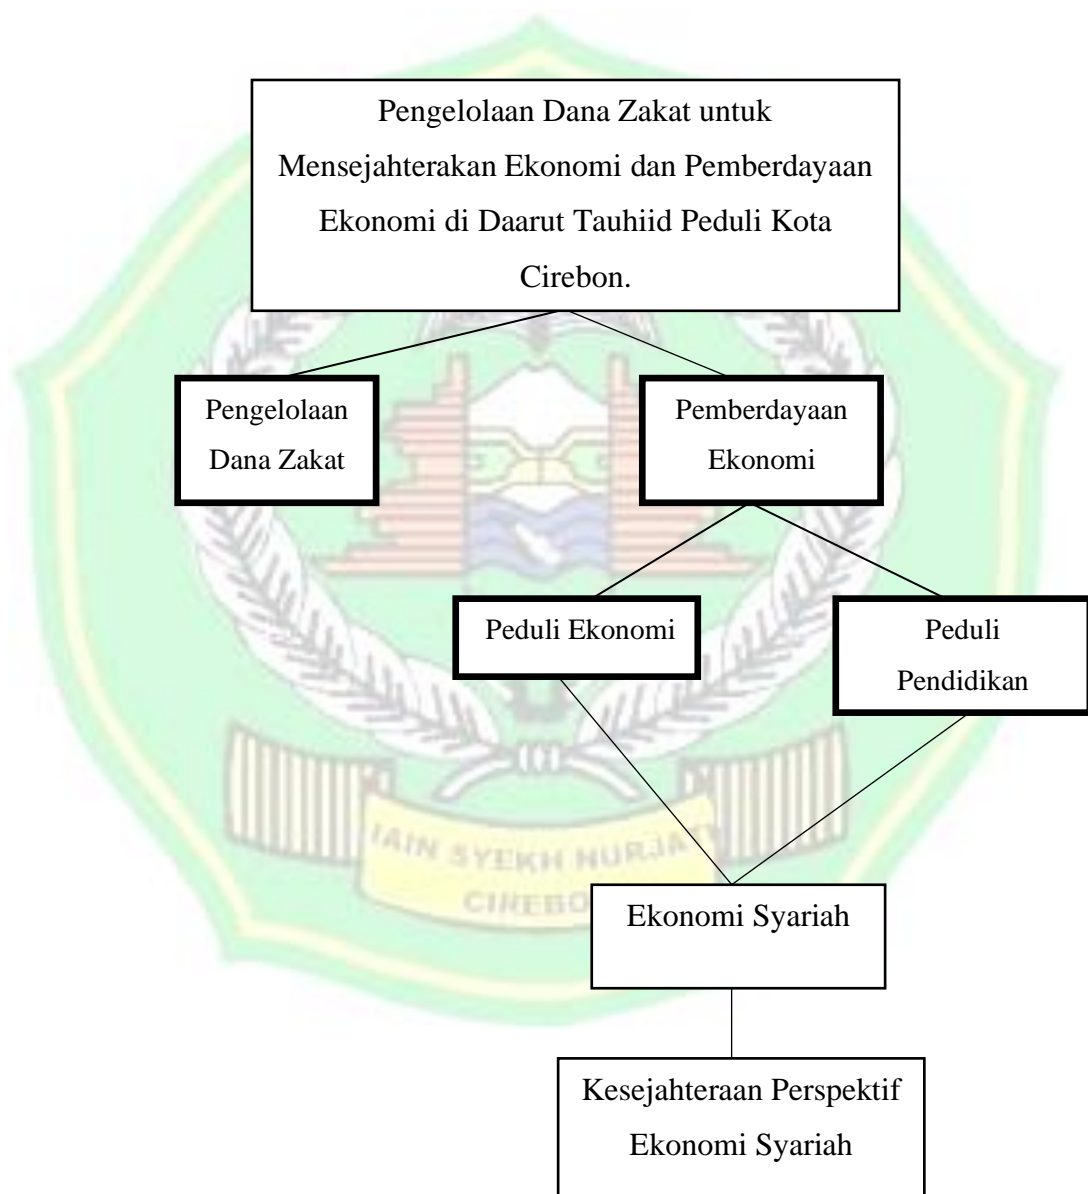 Pengelolaan Dana Zakat untuk
Mensejahterakan Ekonomi dan Pemberdayaan
Ekonomi di Daarut Tauhiid Peduli Kota
Cirebon.
Pengelolaan
Dana Zakat
Pemberdayaan
Ekonomi
Peduli Ekonomi
Peduli
Pendidikan
IAIN SYEKH NURJATI
CIREBO
Ekonomi Syariah
Kesejahteraan Perspektif
Ekonomi Syariah